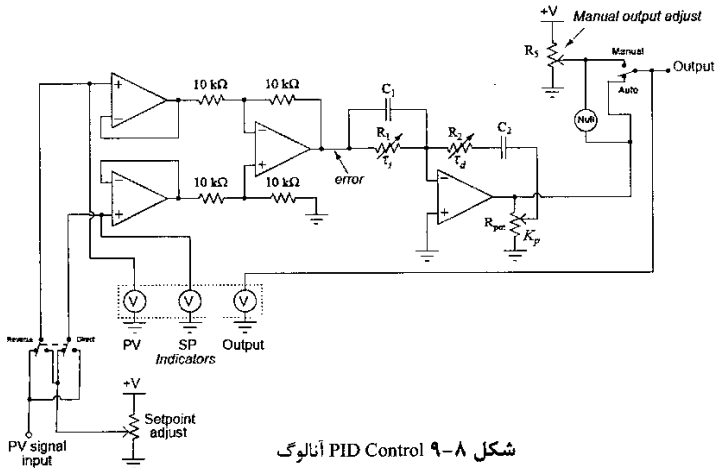 +V
Manual output adjust
R5
Manual
Output
Auto
Null
10 kΩ
10 kΩ
10 kΩ
10 kΩ
error
C1
R1
τi
R2
τd
C2
Rpot
Kp
V
V
V
PV
SP
Output
Indicators
Reverse
Direct
+V
Setpoint adjust
PV signal input
شکل ۸-۹ PID Control آنالوگ